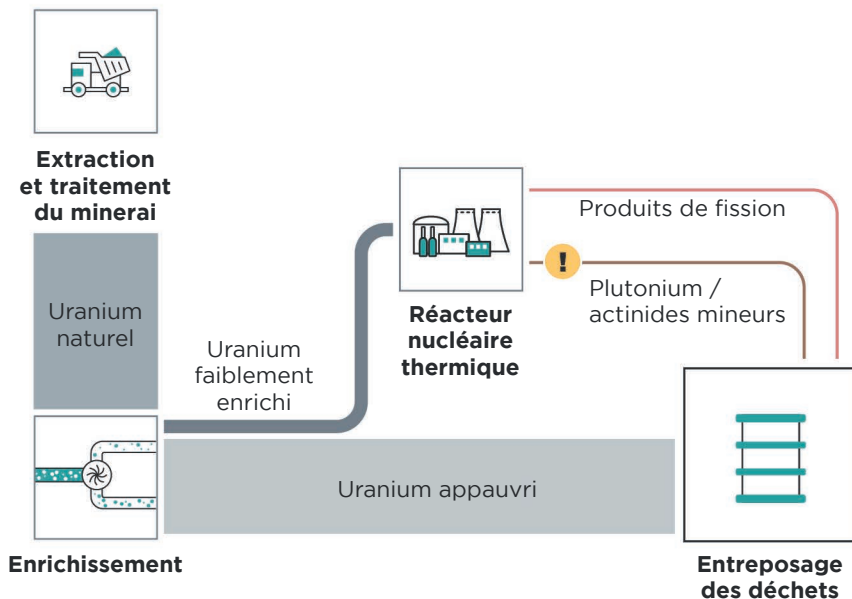 Extraction
et traitement
du minerai
Uranium
naturel
Uranium
faiblement
enrichi
Enrichissement
Réacteur
nucléaire
thermique
Produits de fission
!
Plutonium /
actinides mineurs
Uranium appauvri
Entreposage
des déchets